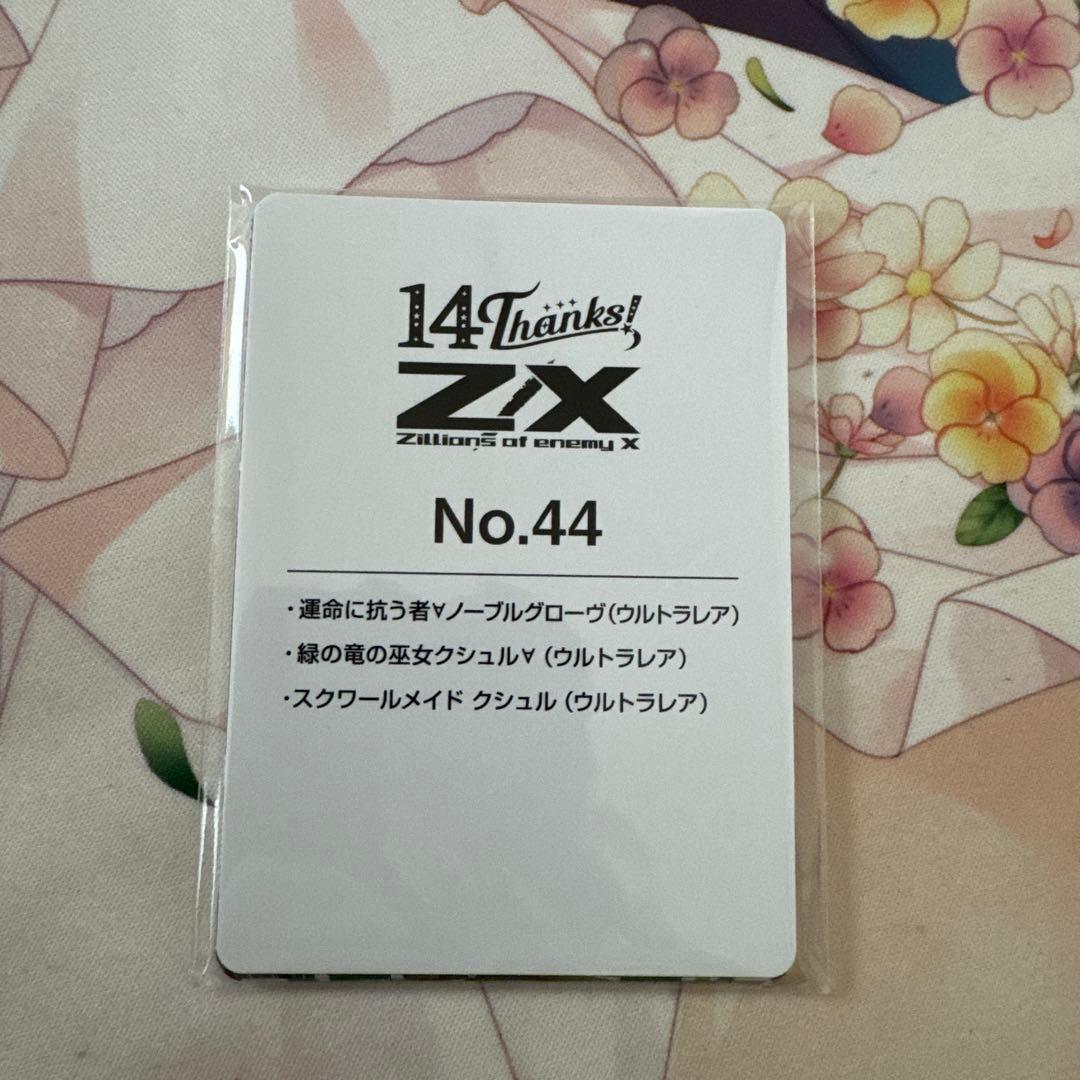 14Thanks!
Z/X
Zillions of enemy X
No.44
・運命に抗う者∀ノーブルグローヴ(ウルトラレア)
・緑の竜の巫女クシュル∀ (ウルトラレア)
・スクワールメイド クシュル (ウルトラレア)